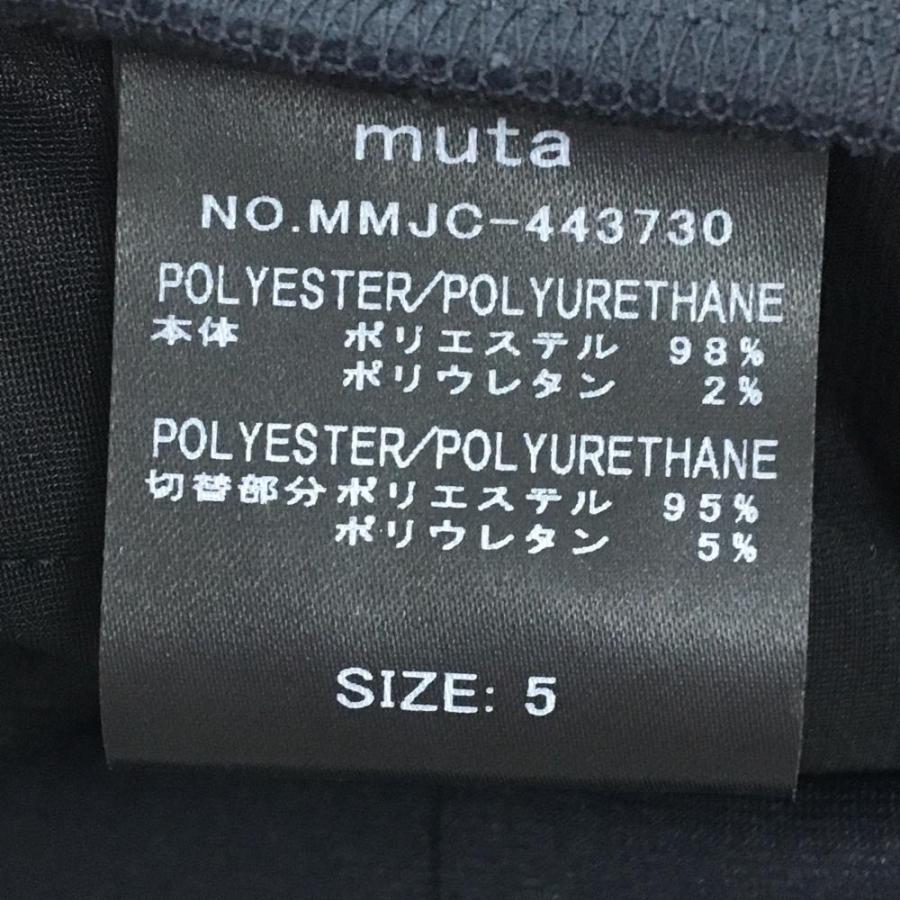 muta
NO.MMJC-443730
POLYESTER/POLYURETHANE
本体 ポリエステル 98%
ポリウレタン 2%
POLYESTER/POLYURETHANE
切替部分ポリエステル 95%
ポリウレタン 5%
SIZE: 5